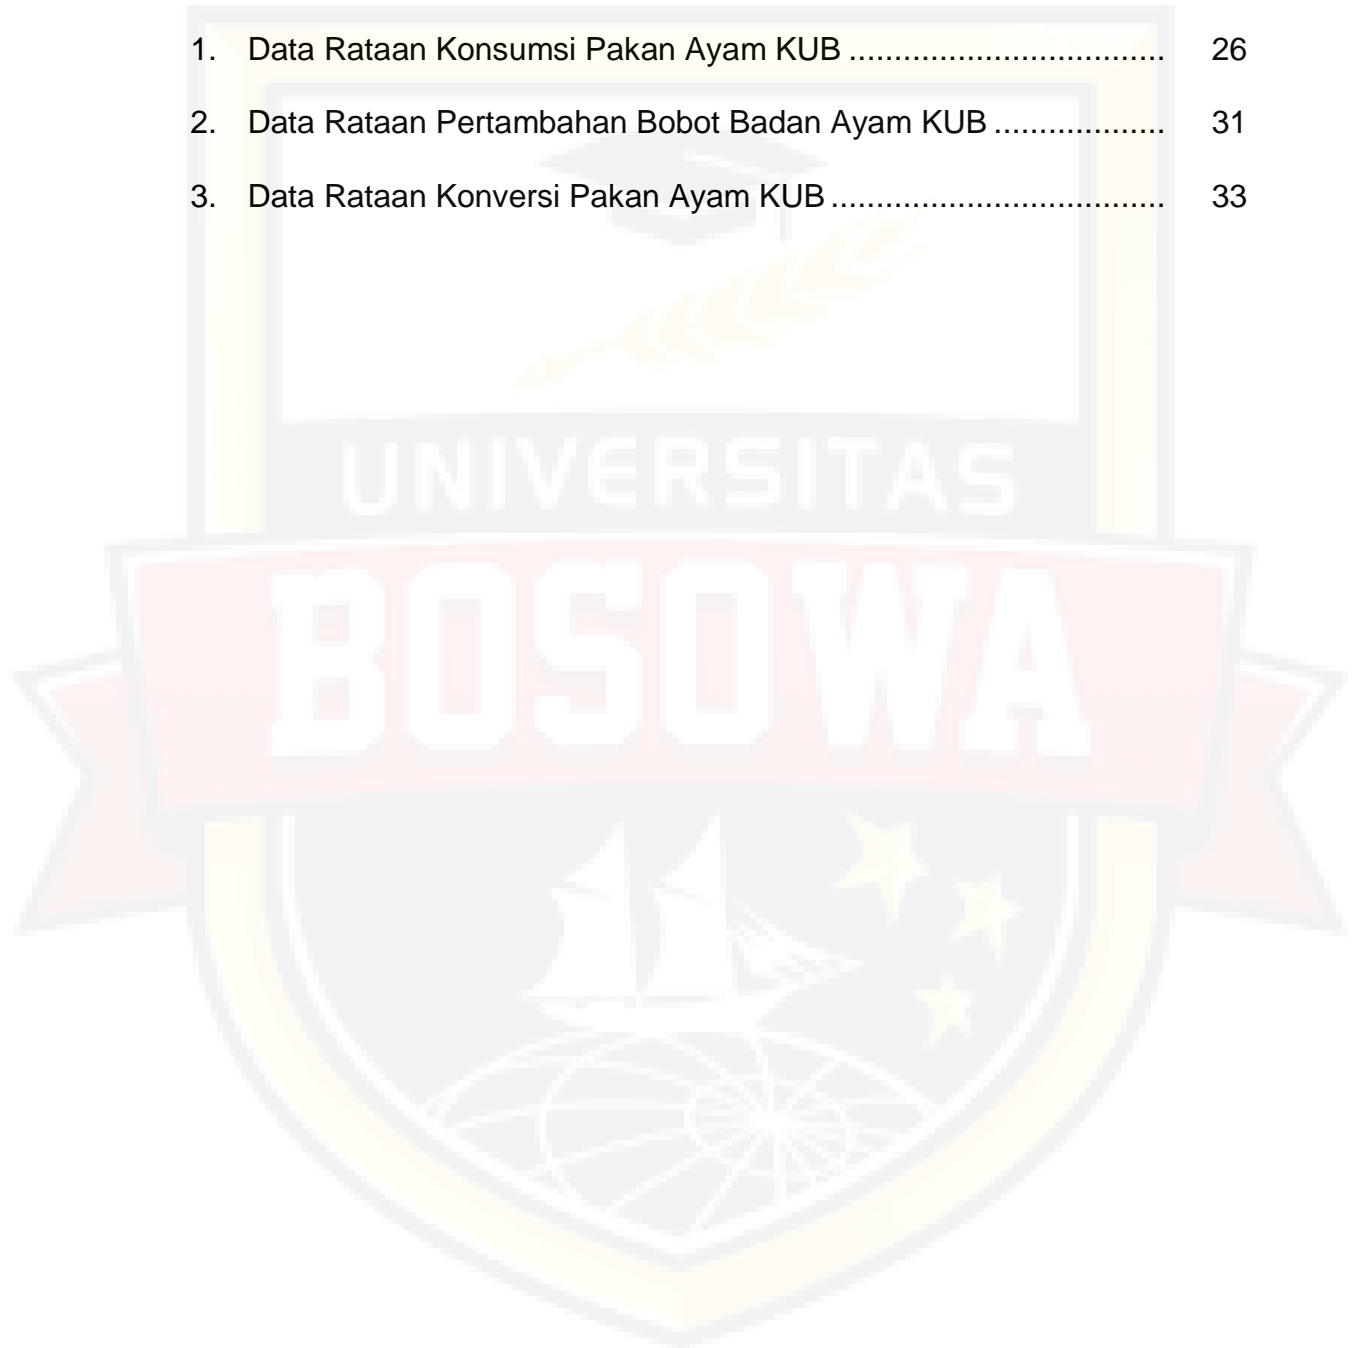 1. Data Rataan Konsumsi Pakan Ayam KUB ................................... 26
2. Data Rataan Pertambahan Bobot Badan Ayam KUB ................... 31
3. Data Rataan Konversi Pakan Ayam KUB ..................................... 33
UNIVERSITAS
BOSOWA